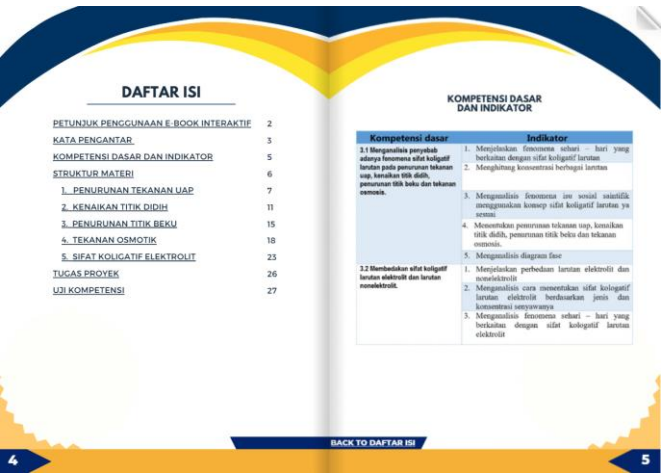 DAFTAR ISI
PETUNJUK PENGGUNAAN E-BOOK INTERAKTIF 2
KATA PENGANTAR 3
KOMPETENSI DASAR DAN INDIKATOR 5
STRUKTUR MATERI 6
1. PENURUNAN TEKANAN UAP 7
2. KENAIKAN TITIK DIDIH 11
3. PENURUNAN TITIK BEKU 15
4. TEKANAN OSMOTIK 18
5. SIFAT KOLIGATIF ELEKTROLIT 23
TUGAS PROYEK 26
UJI KOMPETENSI 27
4
KOMPETENSI DASAR
DAN INDIKATOR
Kompetensi dasar Indikator
3.1 Menganalisis penyebab
adanya fenomena sifat koligatif
larutan pada penurunan tekanan
uap, kenaikan titik didih,
penurunan titik beku dan tekanan
osmosis.
1. Menjelaskan fenomena sehari – hari yang
berkaitan dengan sifat koligatif larutan
2. Menghitung konsentrasi berbagai larutan
3. Menganalisis fenomena isu sosial saintifik
menggunakan konsep sifat koligatif larutan ya
sesuai
4. Menentukan penurunan tekanan uap, kenaikan
titik didih, penurunan titik beku dan tekanan
osmosis.
5. Menganalisis diagram fase
3.2 Membedakan sifat koligatif
larutan elektrolit dan larutan
nonelektrolit.
1. Menjelaskan perbedaan larutan elektrolit dan
nonelektrolit
2. Menganalisis cara menentukan sifat kologatif
larutan elektrolit berdasarkan jenis dan
konsentrasi senyawanya
3. Menganalisis fenomena sehari – hari yang
berkaitan dengan sifat kologatif larutan
elektrolit
BACK TO DAFTAR ISI
5